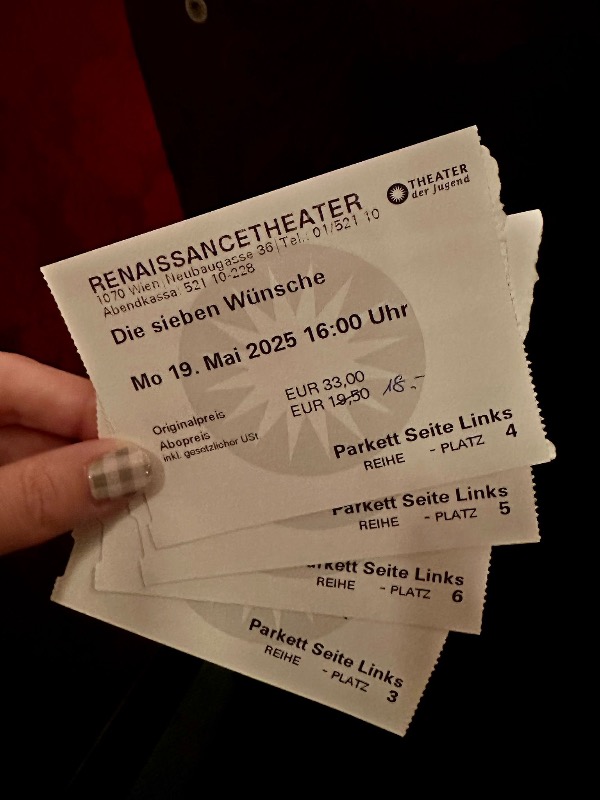 THEATER
der Jugend
RENAISSANCETHEATER
1070 Wien|Neubaugasse 36|Tel.: 01/521 10
Abendkassa: 521 10-228
Die sieben Wünsche
Mo 19. Mai 2025 16:00 Uhr
Originalpreis EUR 33,00
Abopreis EUR 19,50 18.-
inkl. gesetzlicher USt.
Parkett Seite Links
REIHE - PLATZ 4
Parkett Seite Links
REIHE - PLATZ 5
Parkett Seite Links
REIHE - PLATZ 6
Parkett Seite Links
REIHE - PLATZ 3